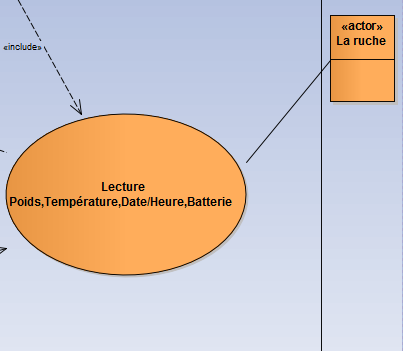 «actor»
La ruche
«include»
Lecture
Poids,Température,Date/Heure,Batterie